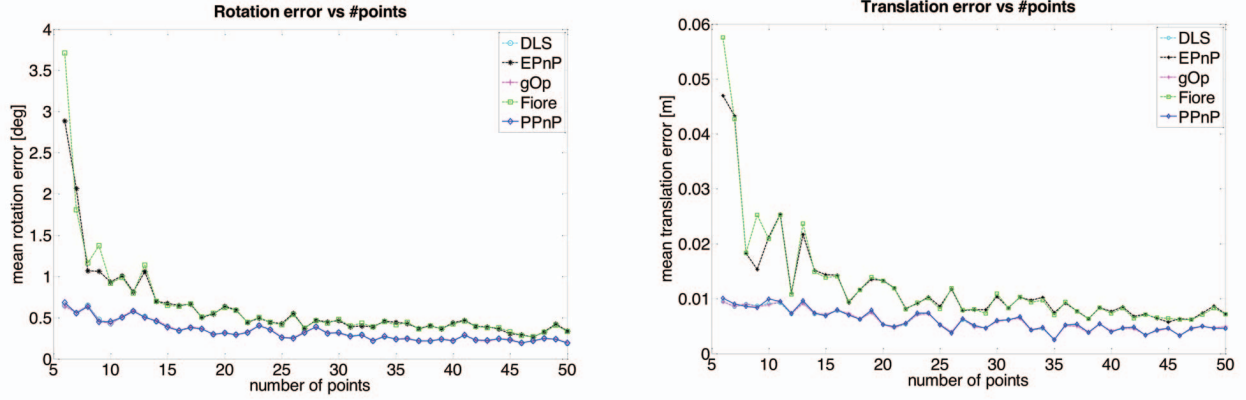 Rotation error vs #points
4
3.5
3
2.5
2
1.5
1
0.5
0
mean rotation error [deg]
DLS
EPnP
gOp
Fiore
PPnP
5 10 15 20 25 30 35 40 45 50
number of points
Translation error vs #points
0.06
0.05
0.04
0.03
0.02
0.01
0
mean translation error [m]
DLS
EPnP
gOp
Fiore
PPnP
5 10 15 20 25 30 35 40 45 50
number of points